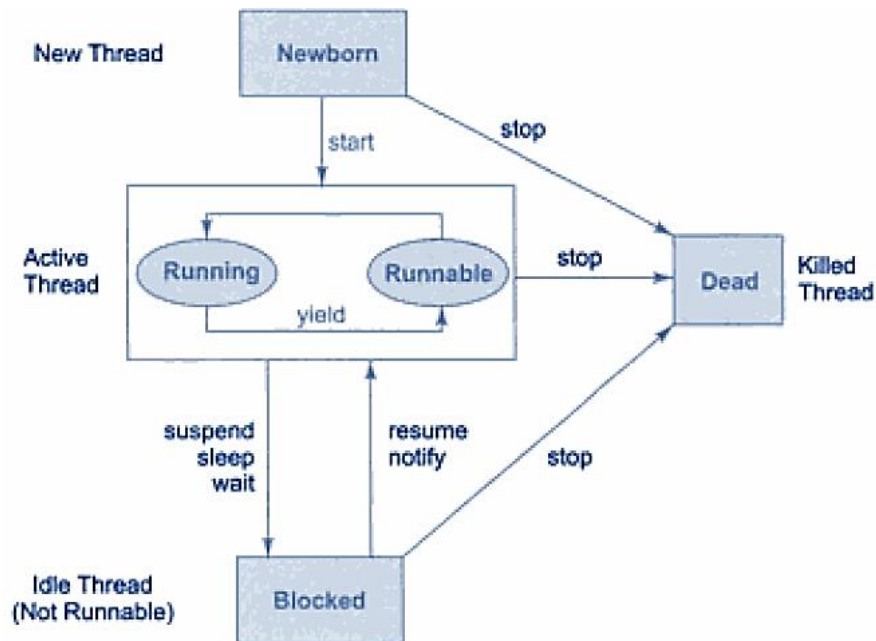 New Thread
Newborn
start
stop
Active
Thread
Running
Runnable
yield
stop
Dead
Killed
Thread
suspend
sleep
wait
resume
notify
stop
Idle Thread
(Not Runnable)
Blocked